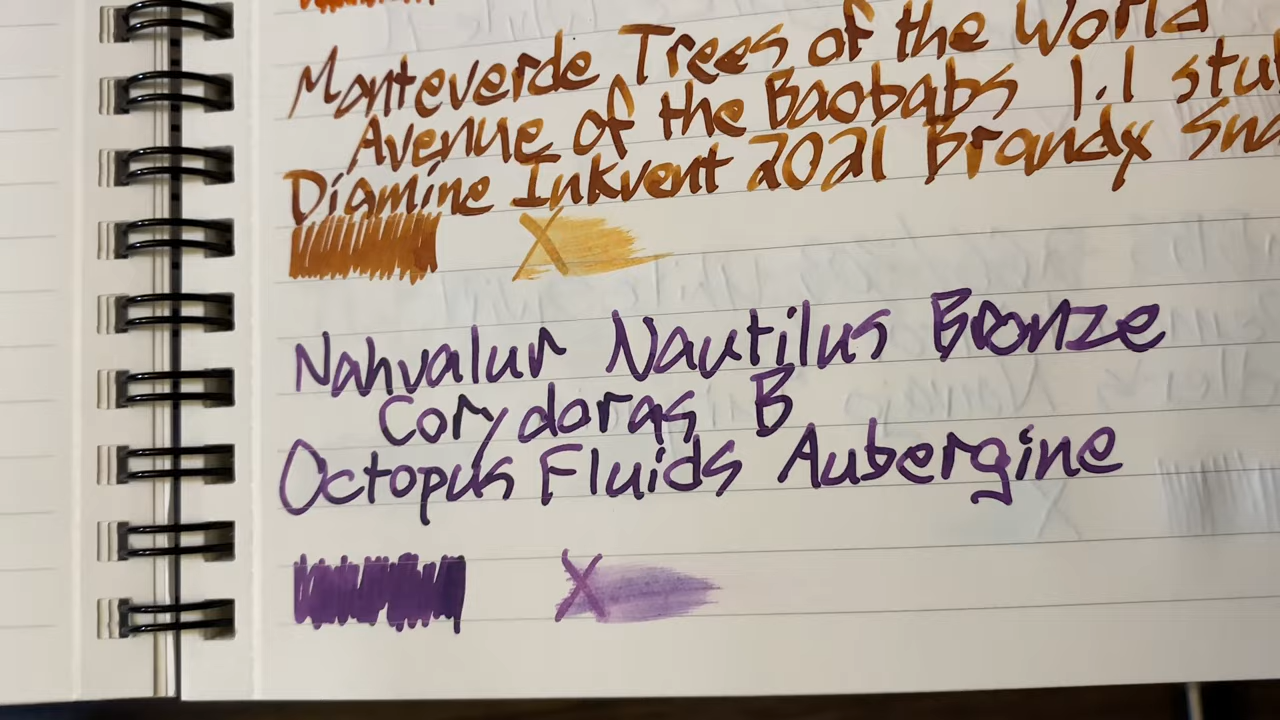 Monteverde Trees of the World
Avenue of the Baobabs 1.1 stu
Diamine Inkvent 2021 Brandy Sna
X
Nahvalur Nautilus Bronze
Corydoras B
Octopus Fluids Aubergine
X